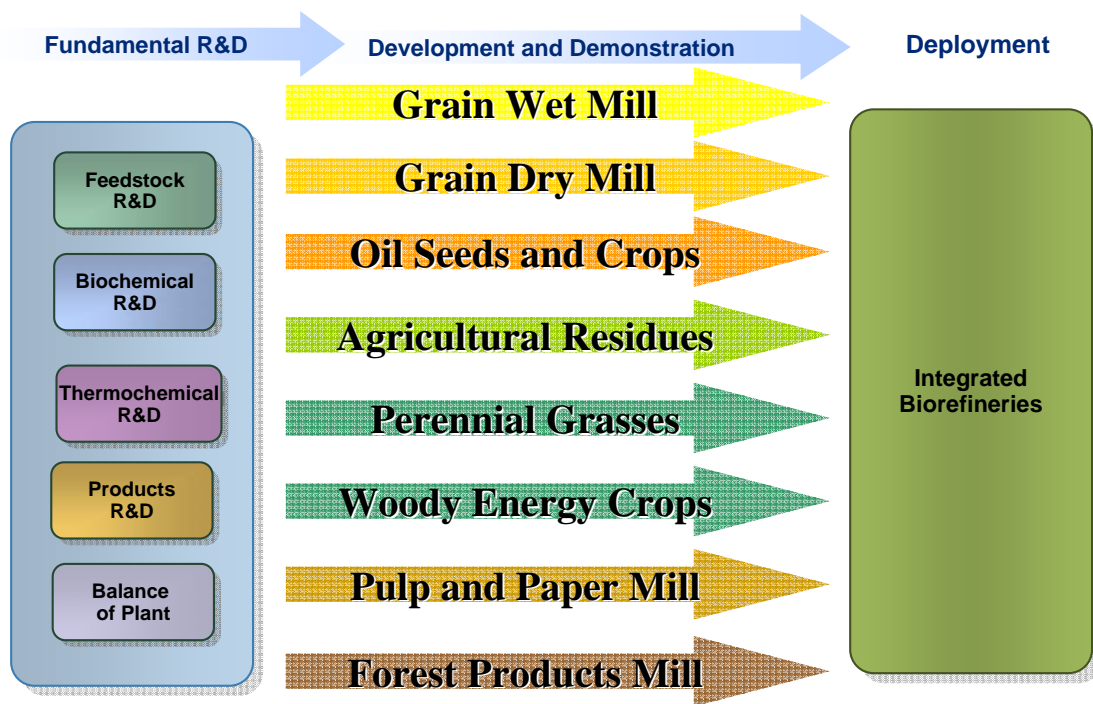 Fundamental R&D
Development and Demonstration
Deployment
Feedstock
R&D
Biochemical
R&D
Thermochemical
R&D
Products
R&D
Balance
of Plant
Grain Wet Mill
Grain Dry Mill
Oil Seeds and Crops
Agricultural Residues
Perennial Grasses
Woody Energy Crops
Pulp and Paper Mill
Forest Products Mill
Integrated
Biorefineries